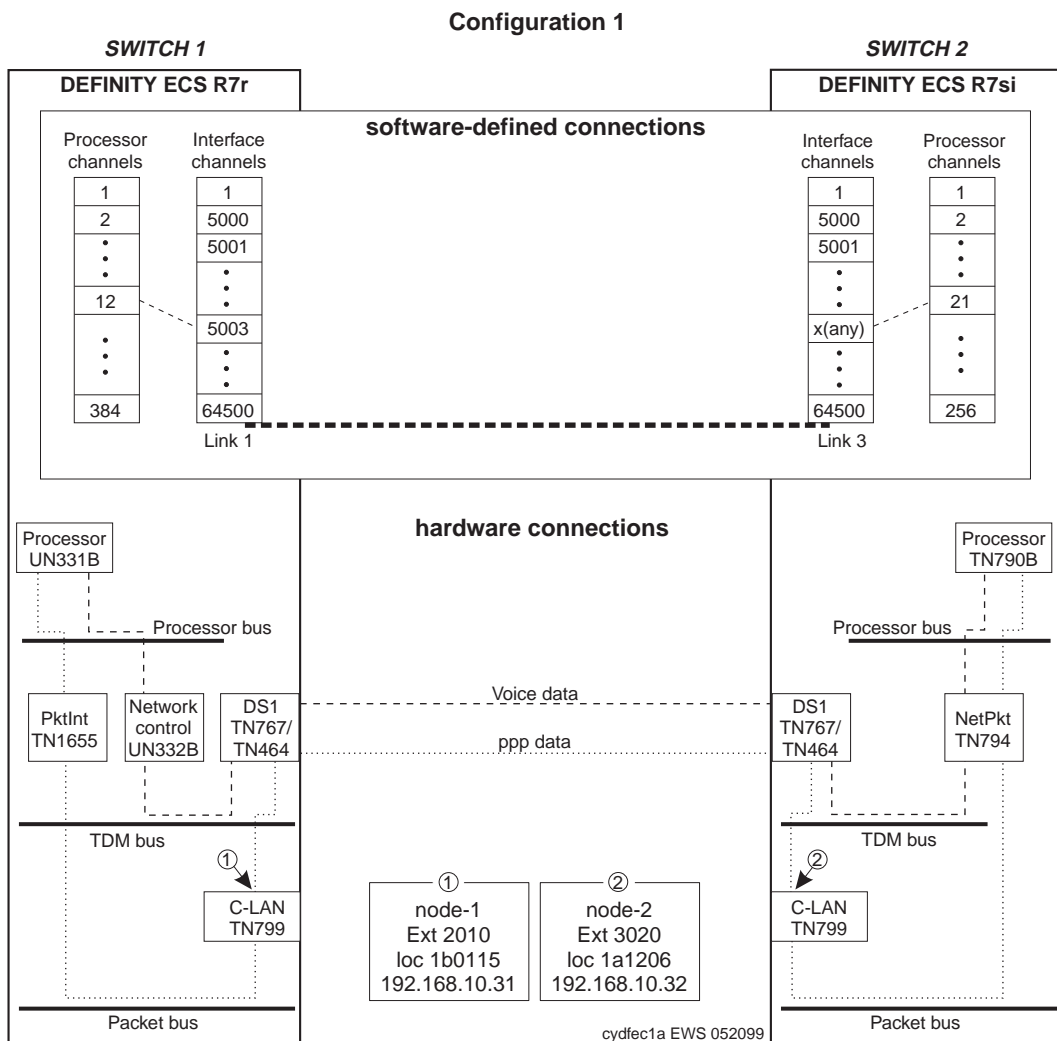 Configuration 1
SWITCH 1
SWITCH 2
DEFINITY ECS R7r
DEFINITY ECS R7si
software-defined connections
Processor
channels
Interface
channels
Interface
channels
Processor
channels
1
2
12
384
1
5000
5001
5003
64500
1
5000
5001
x(any)
64500
1
2
21
256
Link 1
Link 3
hardware connections
Processor
UN331B
Processor
TN790B
Processor bus
Processor bus
PktInt
TN1655
Network
control
UN332B
DS1
TN767/
TN464
Voice data
ppp data
DS1
TN767/
TN464
NetPkt
TN794
TDM bus
TDM bus
1
2
C-LAN
TN799
1
node-1
Ext 2010
loc 1b0115
192.168.10.31
2
node-2
Ext 3020
loc 1a1206
192.168.10.32
C-LAN
TN799
Packet bus
Packet bus
cydfec1a EWS 052099